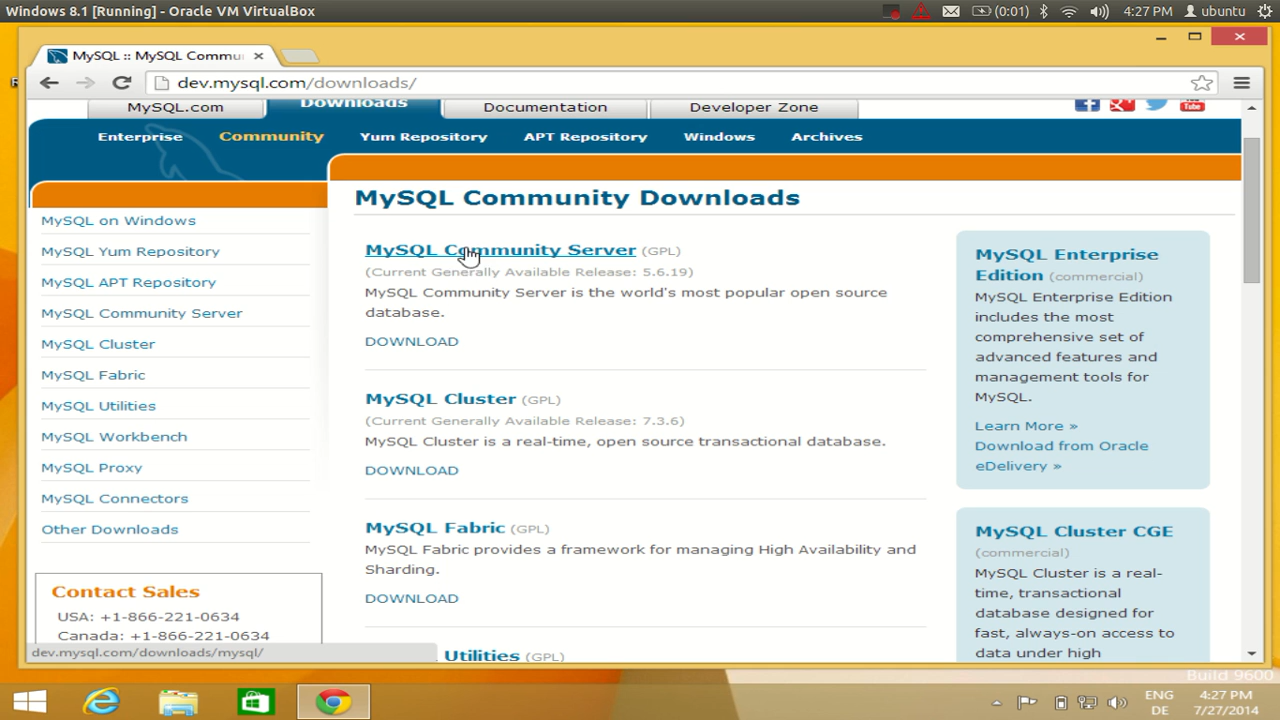 Windows 8.1 [Running] - Oracle VM VirtualBox
(0:01)
4:27 PM
ubuntu
MySQL :: MySQL Commu
dev.mysql.com/downloads/
MySQL.com
Downloads
Documentation
Developer Zone
You Tube
Enterprise
Community
Yum Repository
APT Repository
Windows
Archives
MySQL on Windows
MySQL Yum Repository
MySQL APT Repository
MySQL Community Server
MySQL Cluster
MySQL Fabric
MySQL Utilities
MySQL Workbench
MySQL Proxy
MySQL Connectors
Other Downloads
Contact Sales
USA: +1-866-221-0634
Canada: +1-866-221-0634
MySQL Community Downloads
MySQL Community Server (GPL)
(Current Generally Available Release: 5.6.19)
MySQL Community Server is the world's most popular open source
database.
DOWNLOAD
MySQL Cluster (GPL)
(Current Generally Available Release: 7.3.6)
MySQL Cluster is a real-time, open source transactional database.
DOWNLOAD
MySQL Fabric (GPL)
MySQL Fabric provides a framework for managing High Availability and
Sharding.
DOWNLOAD
Utilities (GPL)
MySQL Enterprise
Edition (commercial)
MySQL Enterprise Edition
includes the most
comprehensive set of
advanced features and
management tools for
MySQL.
Learn More »
Download from Oracle
eDelivery »
MySQL Cluster CGE
(commercial)
MySQL Cluster is a real-
time, transactional
database designed for
fast, always-on access to
data under high
dev.mysql.com/downloads/mysql/
Build 9600
ENG
DE
4:27 PM
7/27/2014